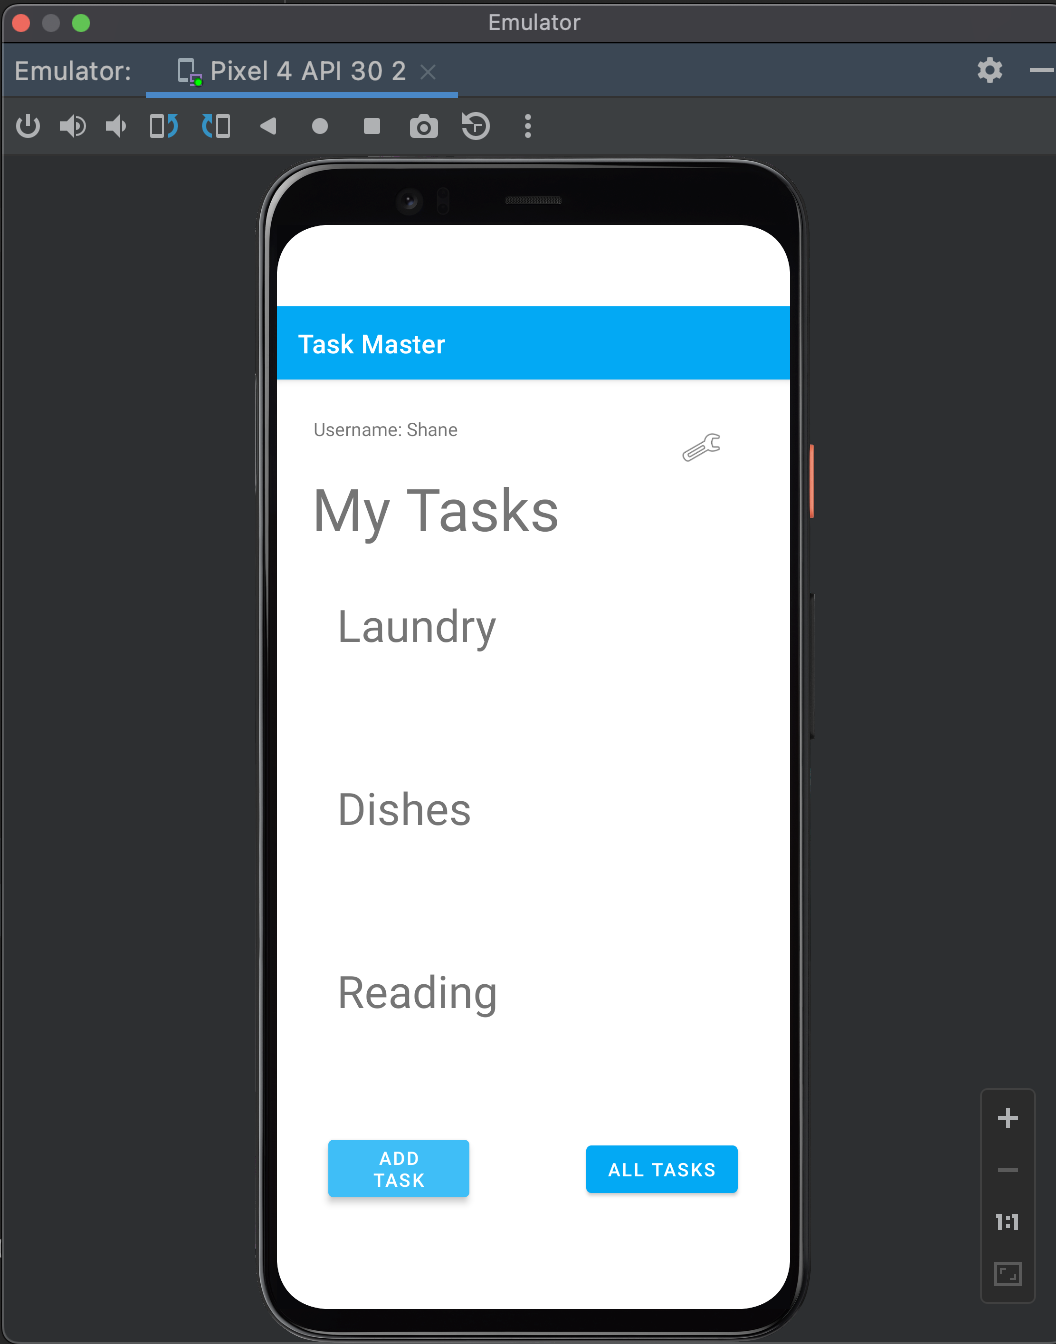 Emulator
Emulator:
Pixel 4 API 30 2
Task Master
Username: Shane
My Tasks
Laundry
Dishes
Reading
ADD
TASK
ALL TASKS
1:1